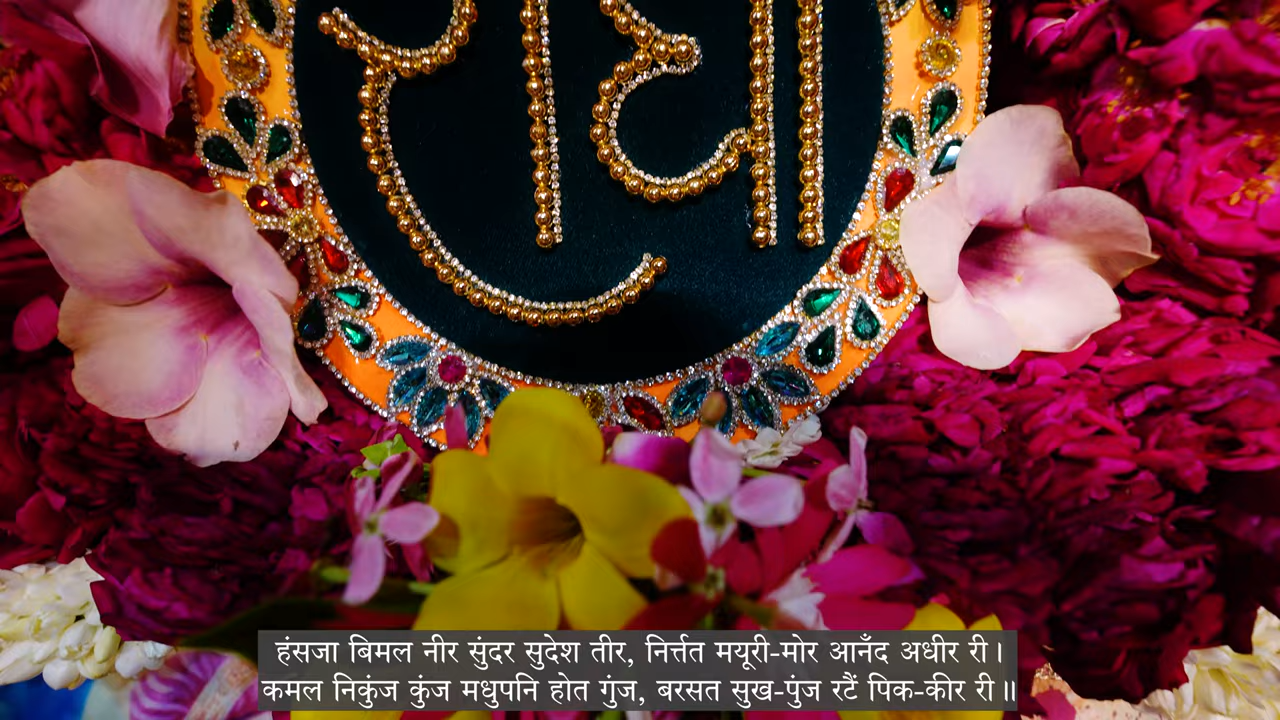 राधा
हंसजा बिमल नीर सुंदर सुदेश तीर, निर्त्तत मयूरी-मोर आनँद अधीर री।
कमल निकुंज कुंज मधुपनि होत गुंज, बरसत सुख-पुंज रटैं पिक-कीर री॥